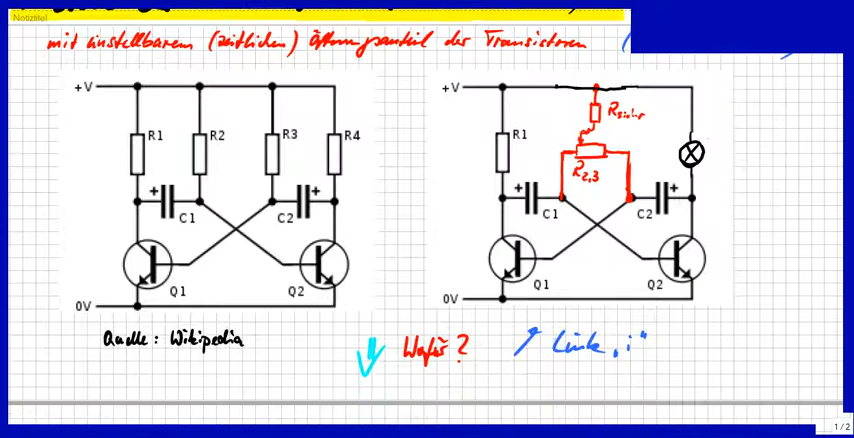 Notiztitel
mit einstellbarem (zeitlichen) Öffnungsanteil der Transistoren (
+V +V
R1 R2 R3 R4 R1 Rsicher
R2,3
+ C1 C2 + + C1 C2 +
Q1 Q2 Q1 Q2
0V 0V
Quelle: Wikipedia
Wofür? Link „i"
1 / 2